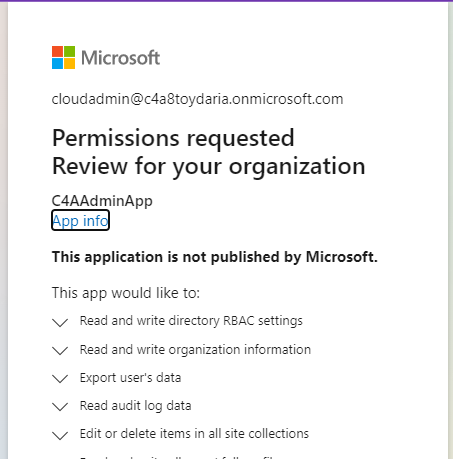 Microsoft
cloudadmin@c4a8toydaria.onmicrosoft.com
Permissions requested
Review for your organization
C4AAdminApp
App info
This application is not published by Microsoft.
This app would like to:
Read and write directory RBAC settings
Read and write organization information
Export user's data
Read audit log data
Edit or delete items in all site collections